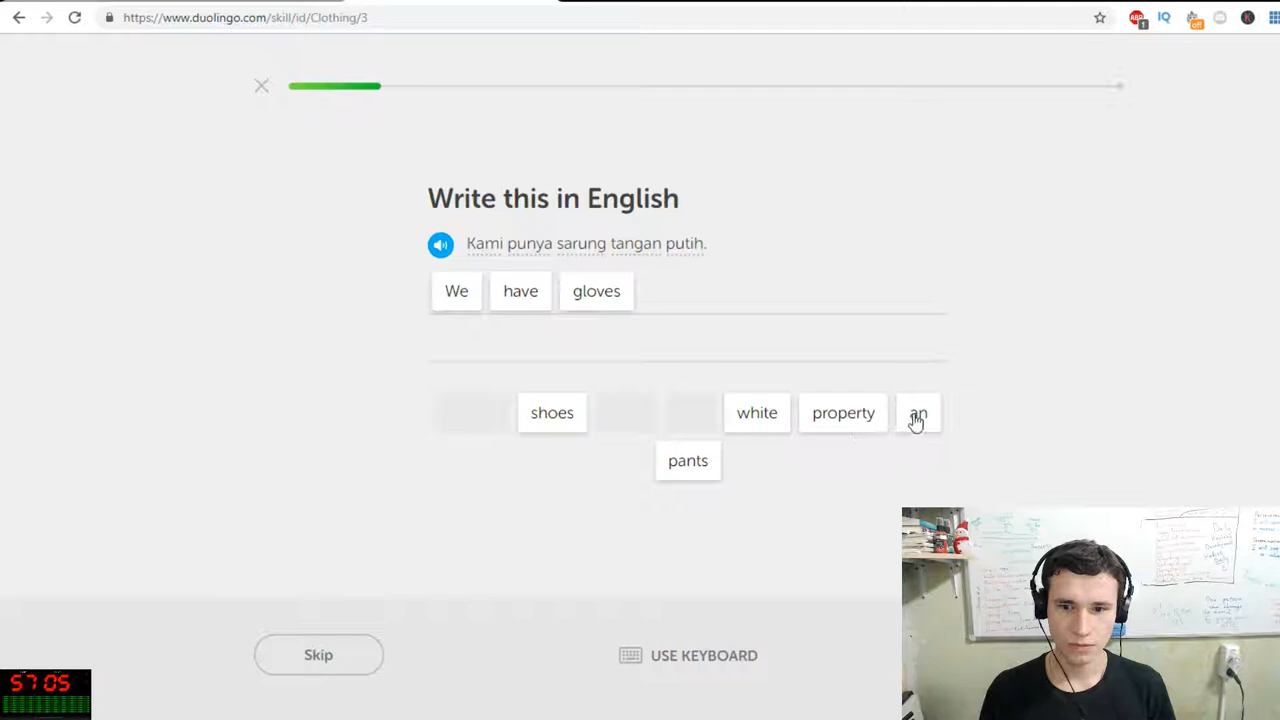 https://www.duolingo.com/skill/id/Clothing/3
Write this in English
Kami punya sarung tangan putih.
We have gloves
shoes white property an
pants
Skip
USE KEYBOARD
57 05